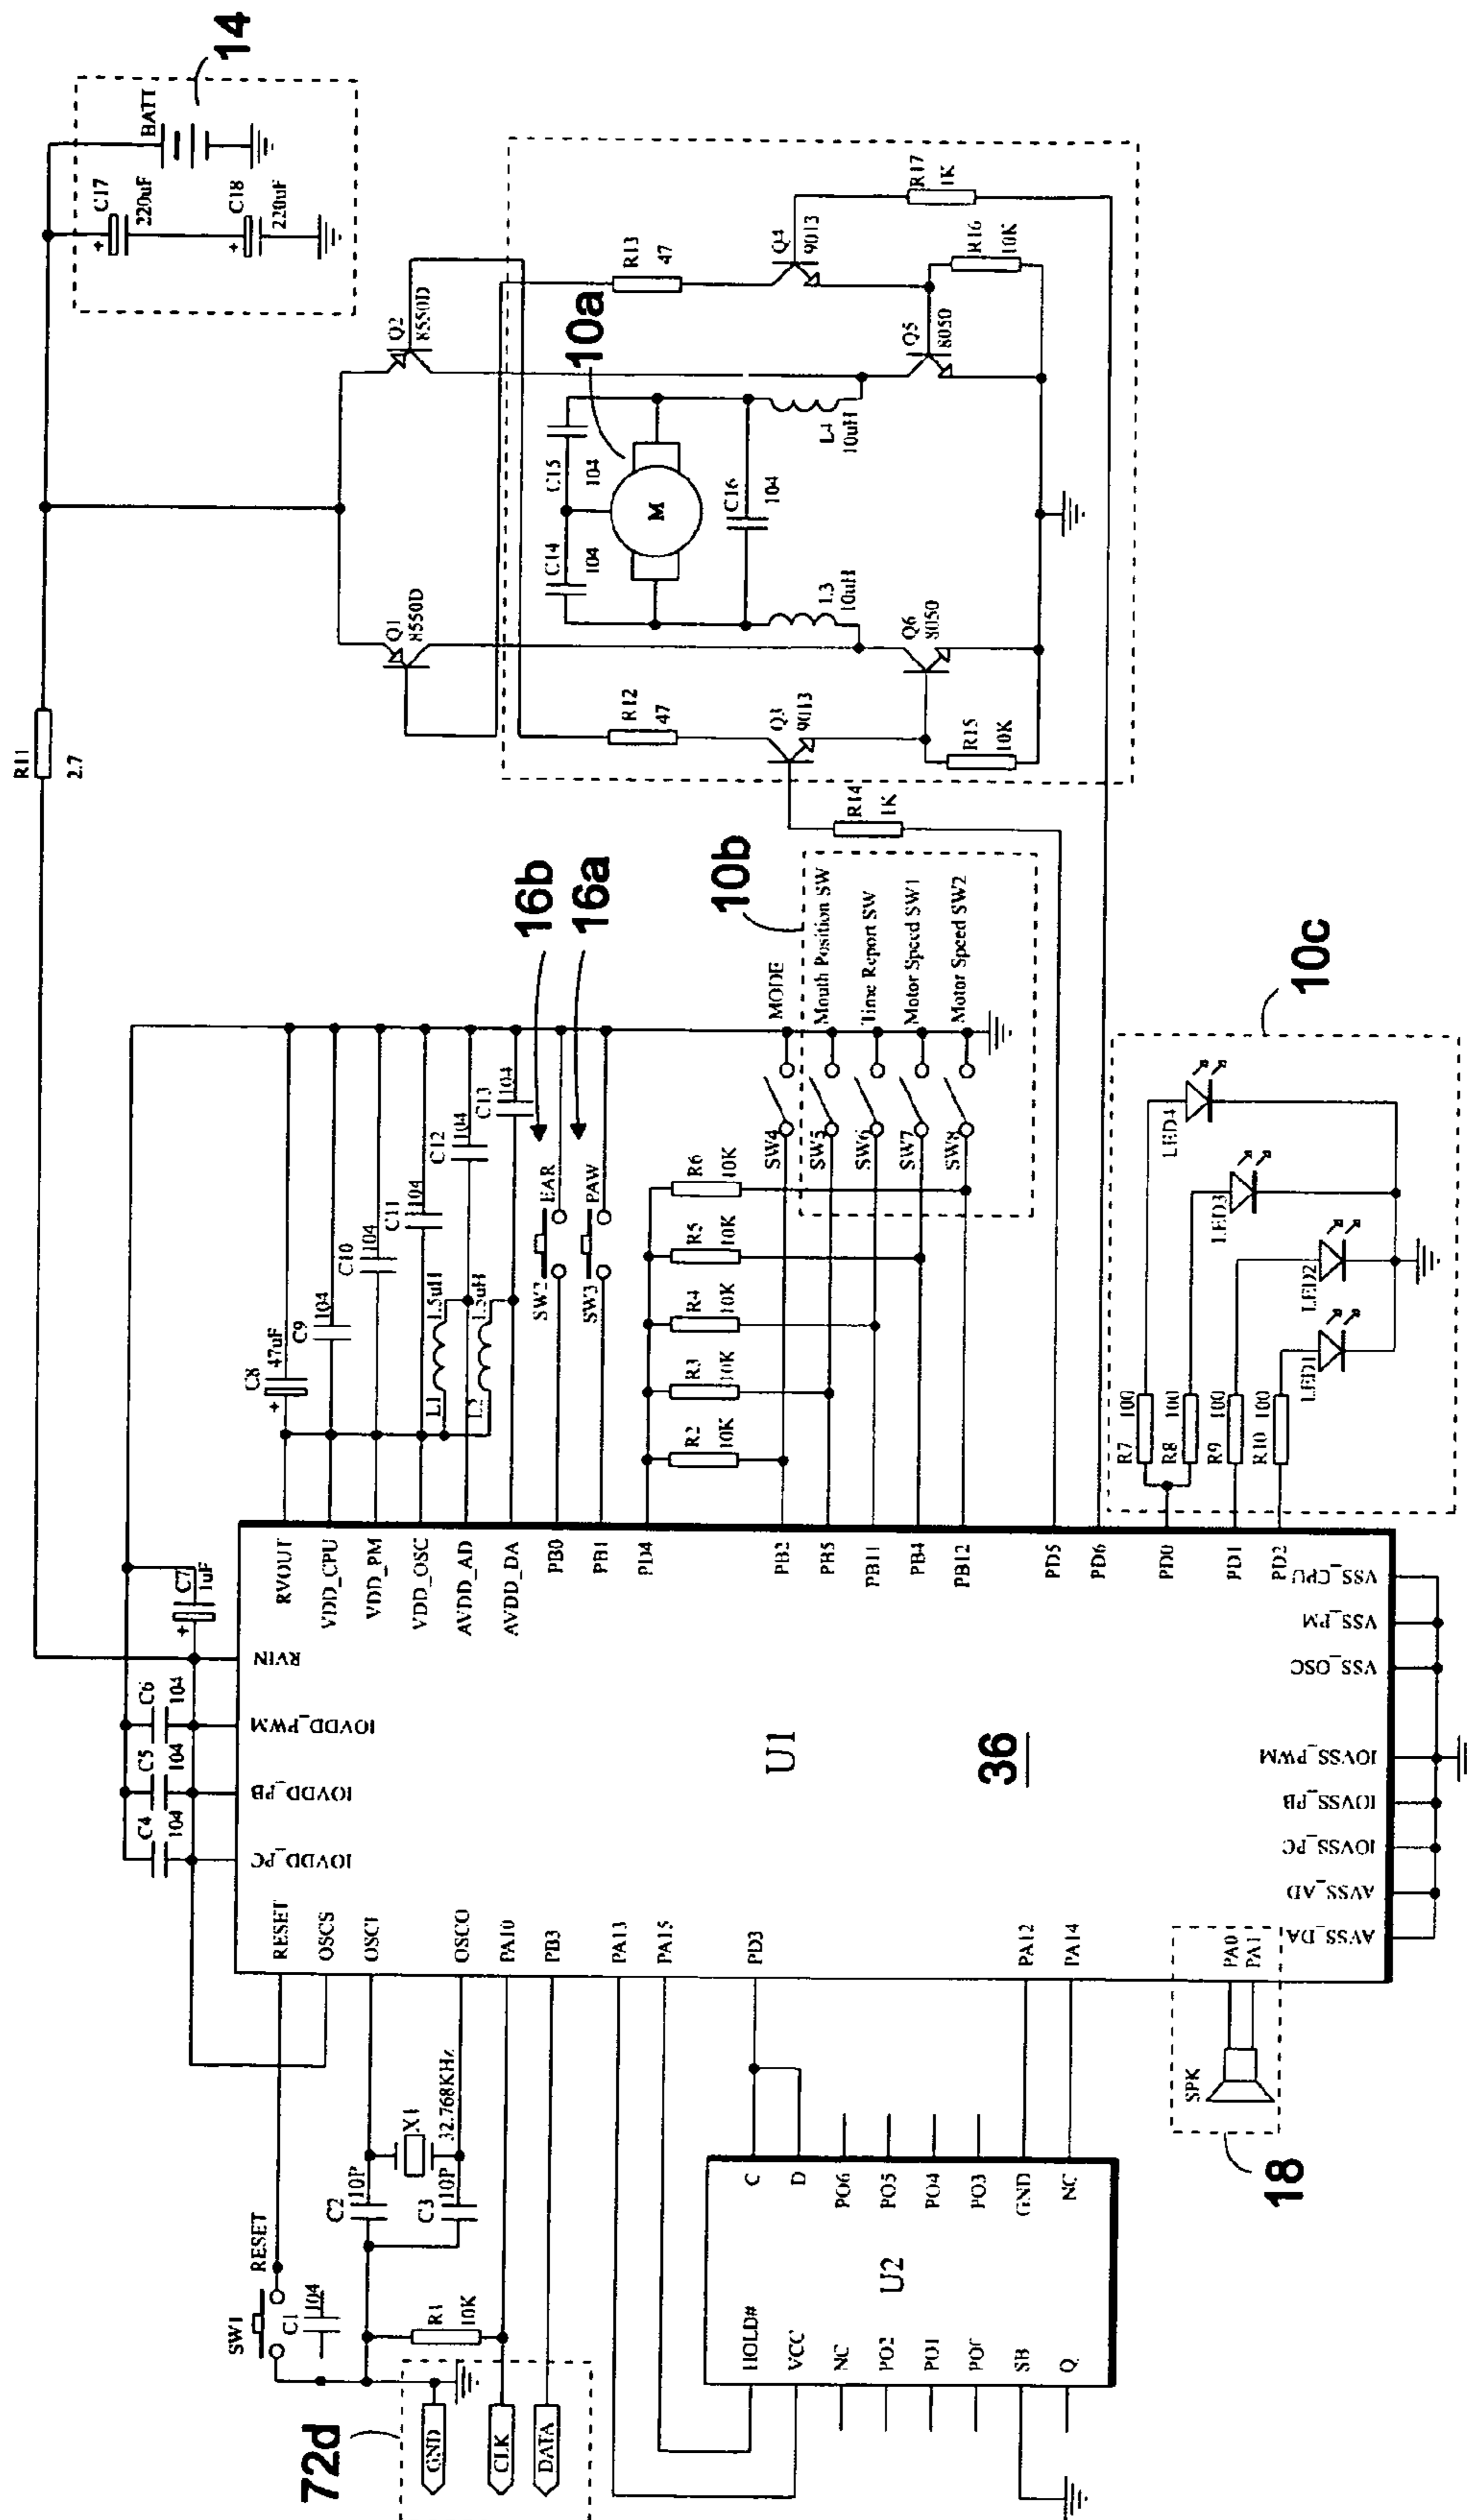 14
BATT
C17
220uF
C18
220uF
R11
2.7
Q2
8550D
Q1
8550D
10a
R13
47
Q4
9013
R17
1K
R16
10K
Q5
8050
C15
104
C14
104
M
C16
104
L4
10uH
L3
10uH
Q6
8050
R12
47
Q3
9013
R15
10K
R14
1K
16b
16a
10b
MODE
Mouth Position SW
Time Report SW
Motor Speed SW1
Motor Speed SW2
SW4
SW5
SW6
SW7
SW8
EAR
SW2
PAW
SW3
C8
47uF
C9
104
C10
104
C11
104
C12
104
C13
104
L1
L2
R2
10K
R3
10K
R4
10K
R5
10K
R6
10K
10c
LED4
LED3
LED2
LED1
R7
100
R8
100
R9
100
R10
100
C7
1uF
C6
104
C5
104
C4
104
RVIN
IOVDD_PWM
IOVDD_PB
IOVDD_PC
RVOUT
VDD_CPU
VDD_PM
VDD_OSC
AVDD_AD
AVDD_DA
PB0
PB1
PD4
PB2
PB5
PB11
PB4
PB12
PD5
PD6
PD0
PD1
PD2
VSS_CPU
VSS_PM
VSS_OSC
IOVSS_PWM
IOVSS_PB
IOVSS_PC
AVSS_AD
AVSS_DA
U1
36
RESET
OSCS
OSCI
OSCO
PA10
PB3
PA13
PA15
PD3
PA12
PA14
PA0
PA1
SPK
18
RESET
SW1
C1
104
C2
10P
C3
10P
X1
32.768KHz
R1
10K
72d
GND
CLK
DATA
U2
C
D
PO6
PO5
PO4
PO3
GND
NC
HOLD#
VCC
NC
PO2
PO1
SB
Q